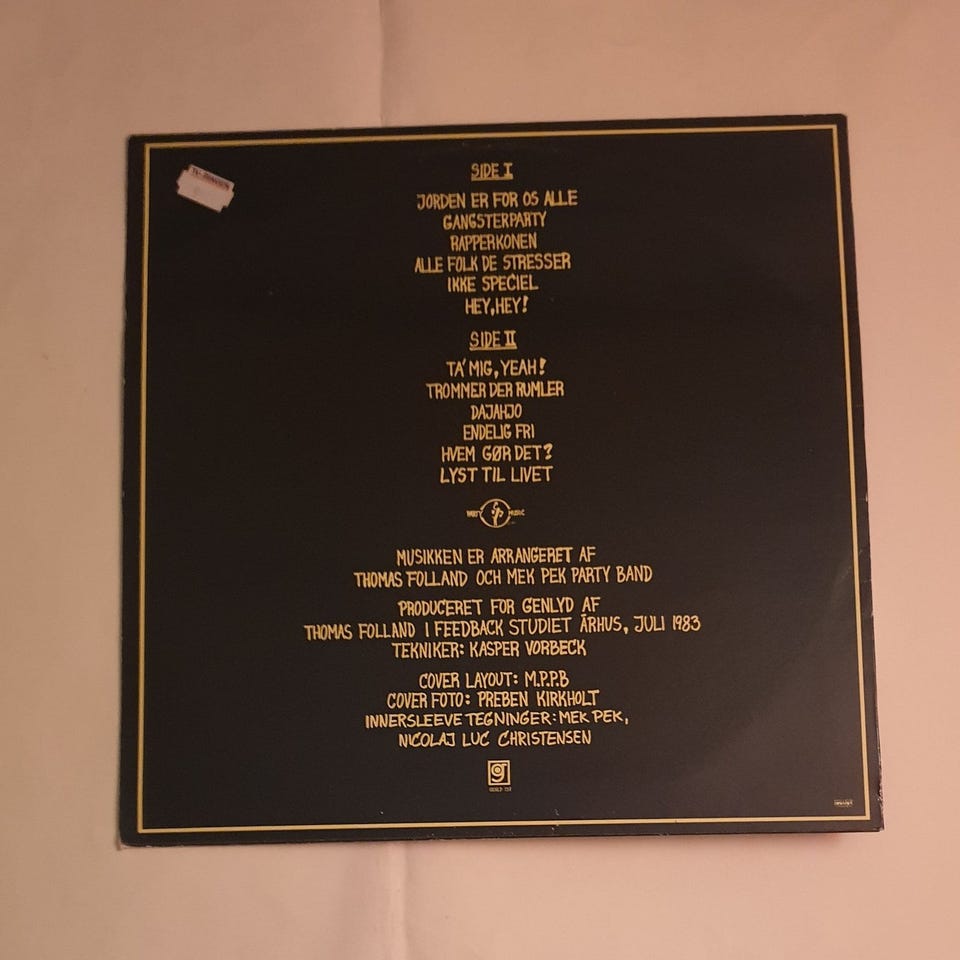 SIDE I
JORDEN ER FOR OS ALLE
GANGSTERPARTY
RAPPERKONEN
ALLE FOLK DE STRESSER
IKKE SPECIEL
HEY, HEY!
SIDE II
TA' MIG, YEAH!
TROMMER DER RUMLER
DAJAHJO
ENDELIG FRI
HVEM GØR DET?
LYST TIL LIVET
PARTY MUSIC
MUSIKKEN ER ARRANGERET AF
THOMAS FOLLAND OCH MEK PEK PARTY BAND
PRODUCERET FOR GENLYD AF
THOMAS FOLLAND I FEEDBACK STUDIET ÅRHUS, JULI 1983
TEKNIKER: KASPER VORBECK
COVER LAYOUT: M.P.P.B
COVER FOTO: PREBEN KIRKHOLT
INNERSLEEVE TEGNINGER: MEK PEK,
NICOLAJ LUC CHRISTENSEN